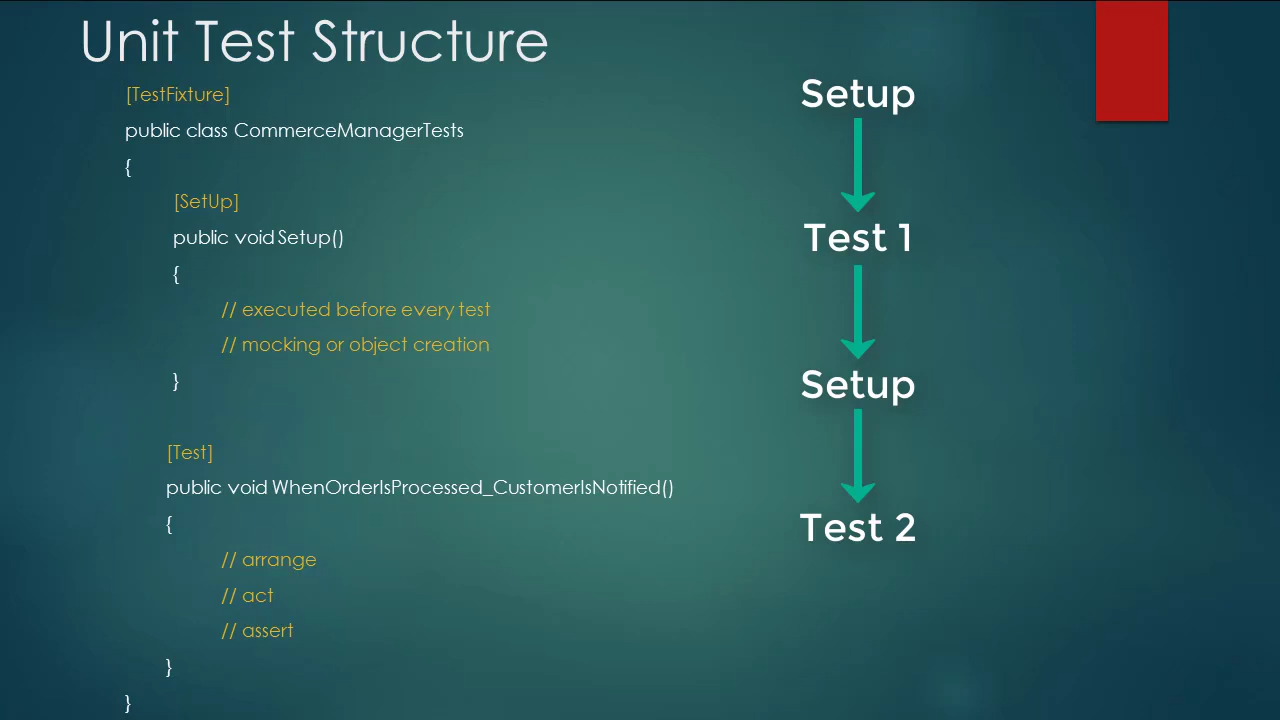 Unit Test Structure
[TestFixture]
public class CommerceManagerTests
{
[SetUp]
public void Setup()
{
// executed before every test
// mocking or object creation
}
[Test]
public void WhenOrderIsProcessed_CustomerIsNotified()
{
// arrange
// act
// assert
}
}
Setup
Test 1
Setup
Test 2